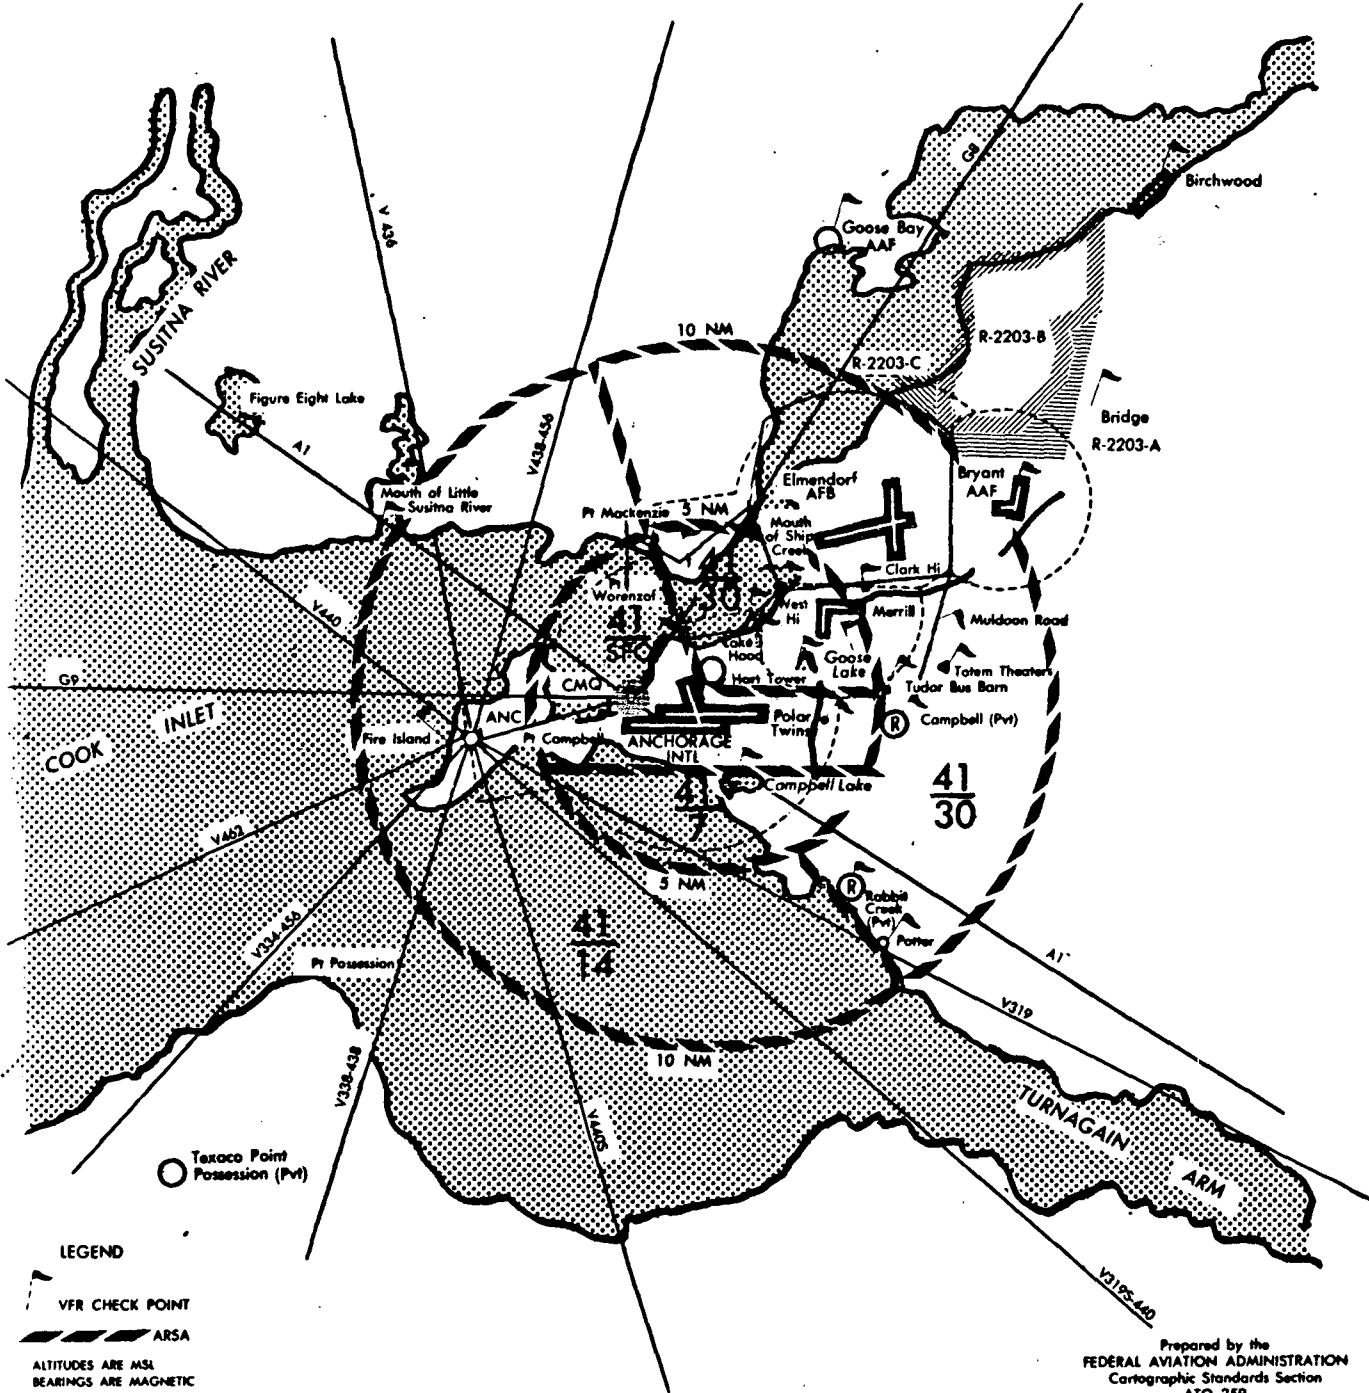 V 436
G8
Birchwood
Goose Bay
AAF
SUSITNA RIVER
10 NM
R-2203-B
R-2203-C
Figure Eight Lake
Bridge
R-2203-A
A1
V438-456
Elmendorf
AFB
Bryant
AAF
Mouth of Little
Susitna River
Pt Mackenzie
5 NM
Mouth
of Ship
Creek
Clark Hi
Pt
Woronzof
West
Hi
Merrill
Muldoon Road
41
SFC
V440
Lake
Hood
Goose
Lake
Totem Theater
Hart Tower
Tudor Bus Barn
G9
CMQ
INLET
ANC
Polar
Twins
R
Campbell (Pvt)
COOK
Fire Island
Pt Campbell
ANCHORAGE
INTL
Campbell Lake
41
41
30
V462
5 NM
R
Rabbit
Creek
(Pvt)
41
14
Potter
V334-456
Pt Possession
A1
V319
10 NM
V338-438
V440S
TURNAGAIN
ARM
Texaco Point
Possession (Pvt)
LEGEND
VFR CHECK POINT
ARSA
ALTITUDES ARE MSL
BEARINGS ARE MAGNETIC
V319S-440
Prepared by the
FEDERAL AVIATION ADMINISTRATION
Cartographic Standards Section